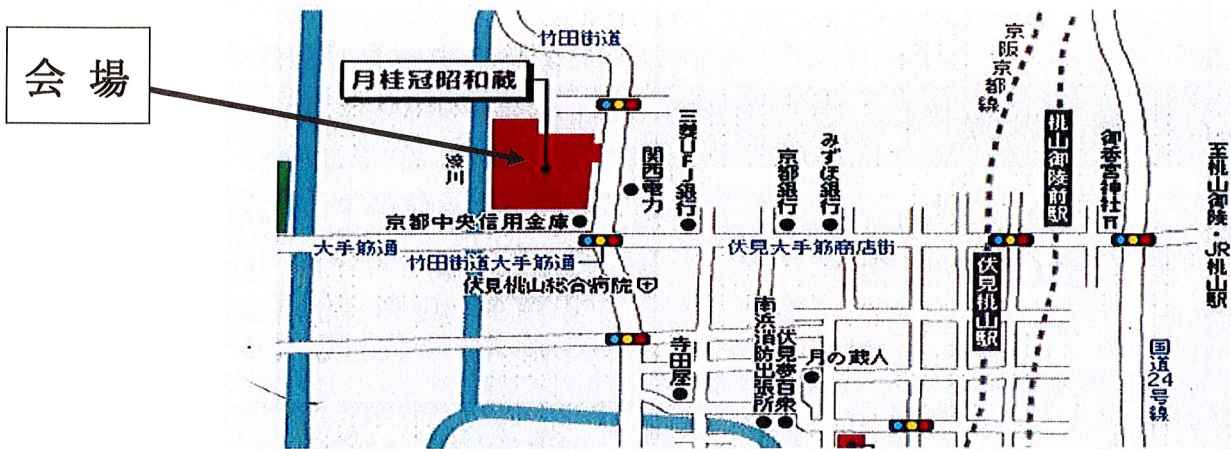 会場
竹田街道
月桂冠昭和蔵
濠川
関西電力
三菱UFJ銀行
京都銀行
みずほ銀行
京阪京都線
桃山御陵前駅
御香宮神社
至桃山御陵・JR桃山駅
京都中央信用金庫
大手筋通
竹田街道大手筋通
伏見大手筋商店街
伏見桃山総合病院
伏見桃山駅
南浜消防出張所
伏見夢百衆
月の蔵人
寺田屋
国道24号線